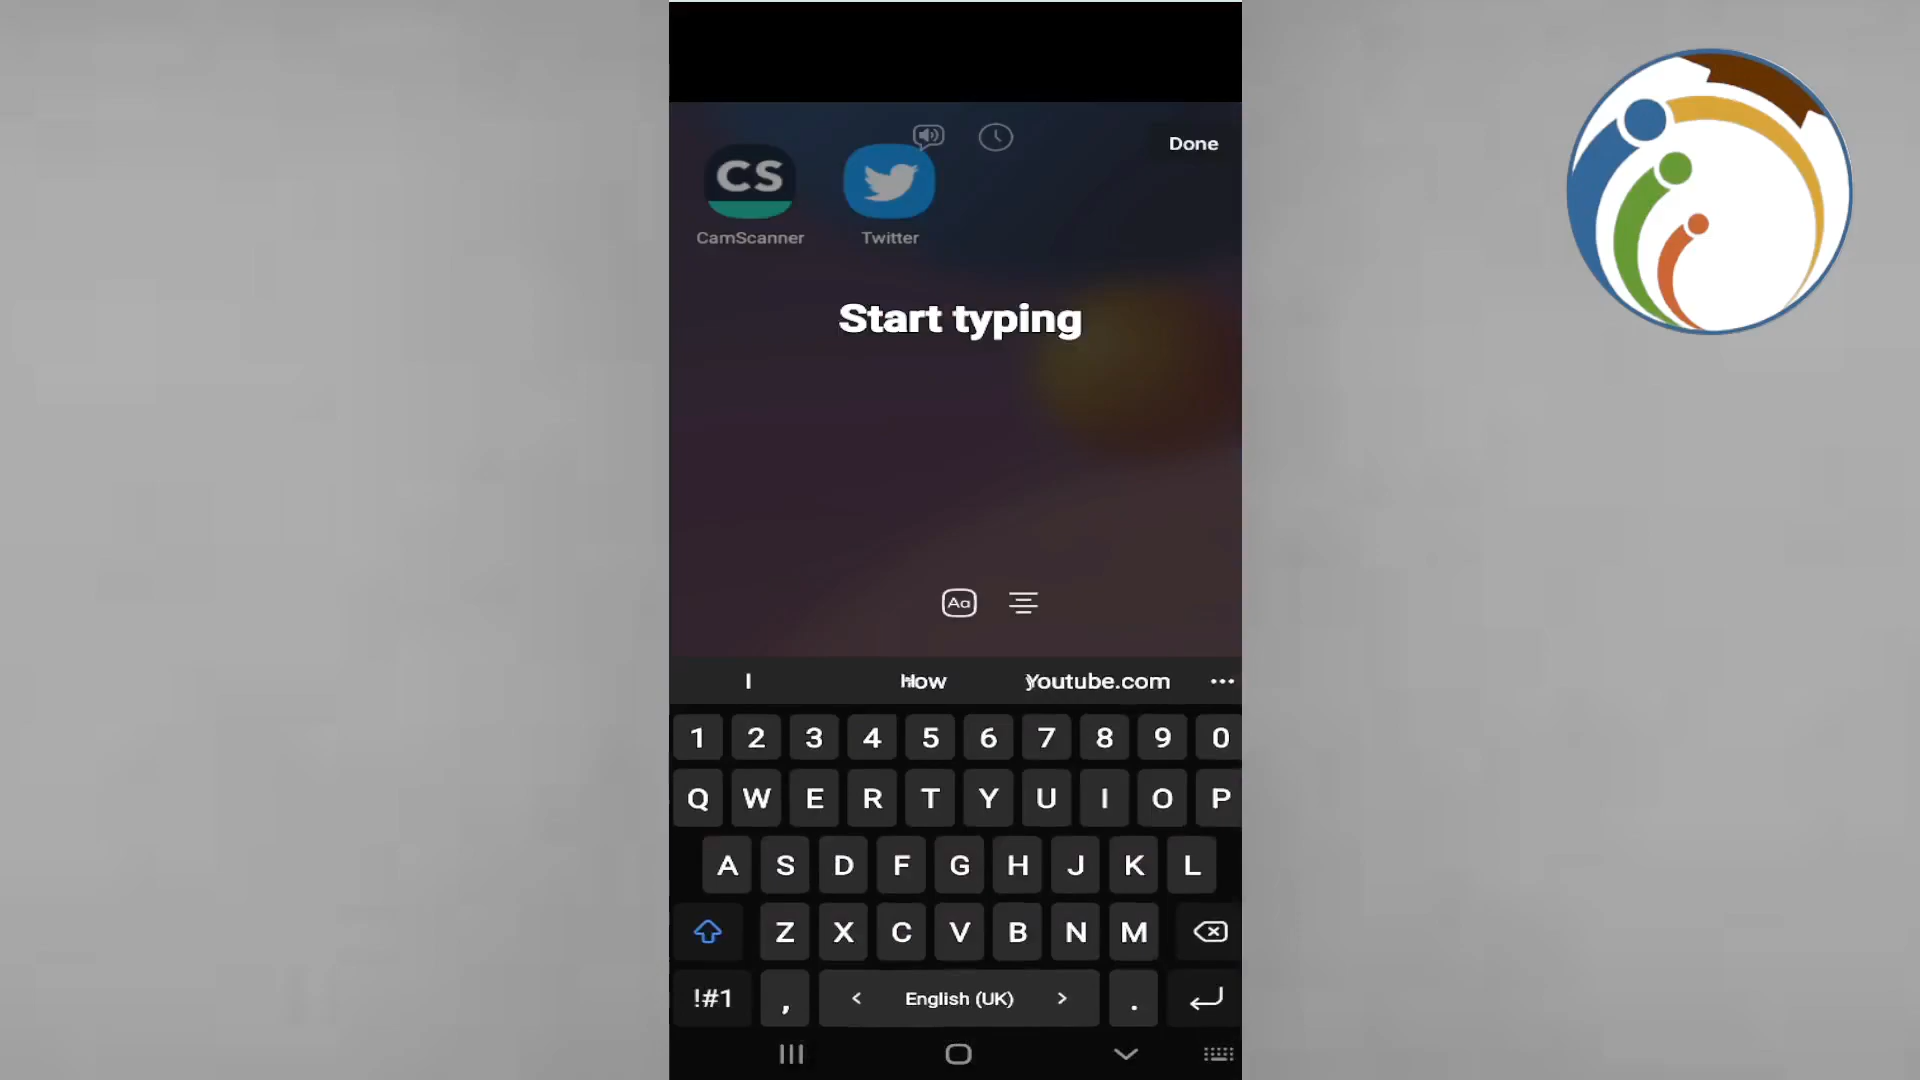 Done
CS
CamScanner Twitter
Start typing
Aa
I How Youtube.com ...
1 2 3 4 5 6 7 8 9 0
Q W E R T Y U I O P
A S D F G H J K L
Z X C V B N M
!#1 , < English (UK) > .